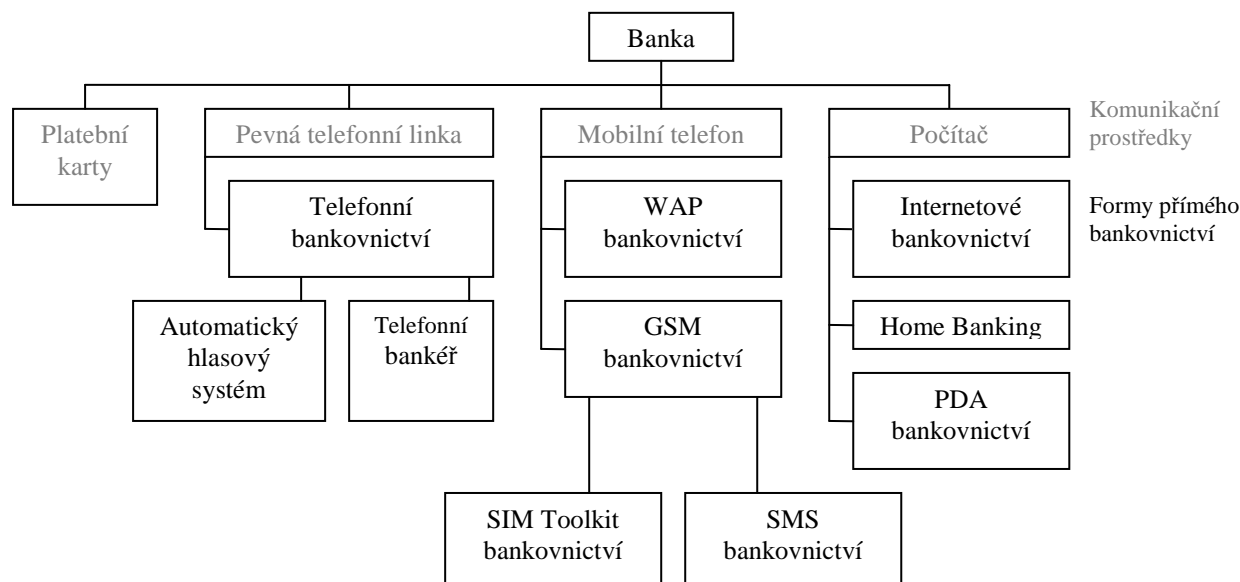 Banka
Platební
karty
Pevná telefonní linka
Mobilní telefon
Počítač
Komunikační
prostředky
Telefonní
bankovnictví
WAP
bankovnictví
Internetové
bankovnictví
Formy přímého
bankovnictví
Automatický
hlasový
systém
Telefonní
bankéř
GSM
bankovnictví
Home Banking
PDA
bankovnictví
SIM Toolkit
bankovnictví
SMS
bankovnictví